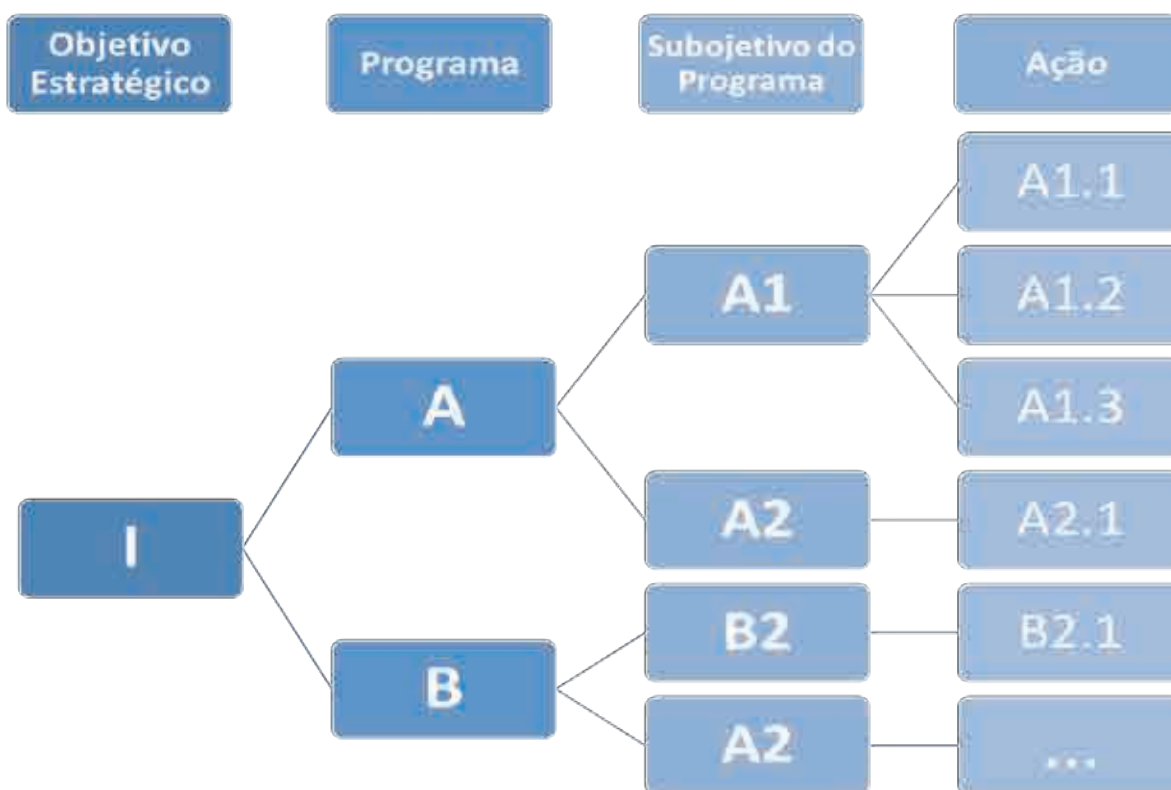 Objetivo
Estratégico
Programa
Subojetivo do
Programa
Ação
A1.1
A1
A1.2
A
A1.3
I
A2
A2.1
B2
B2.1
B
A2
...